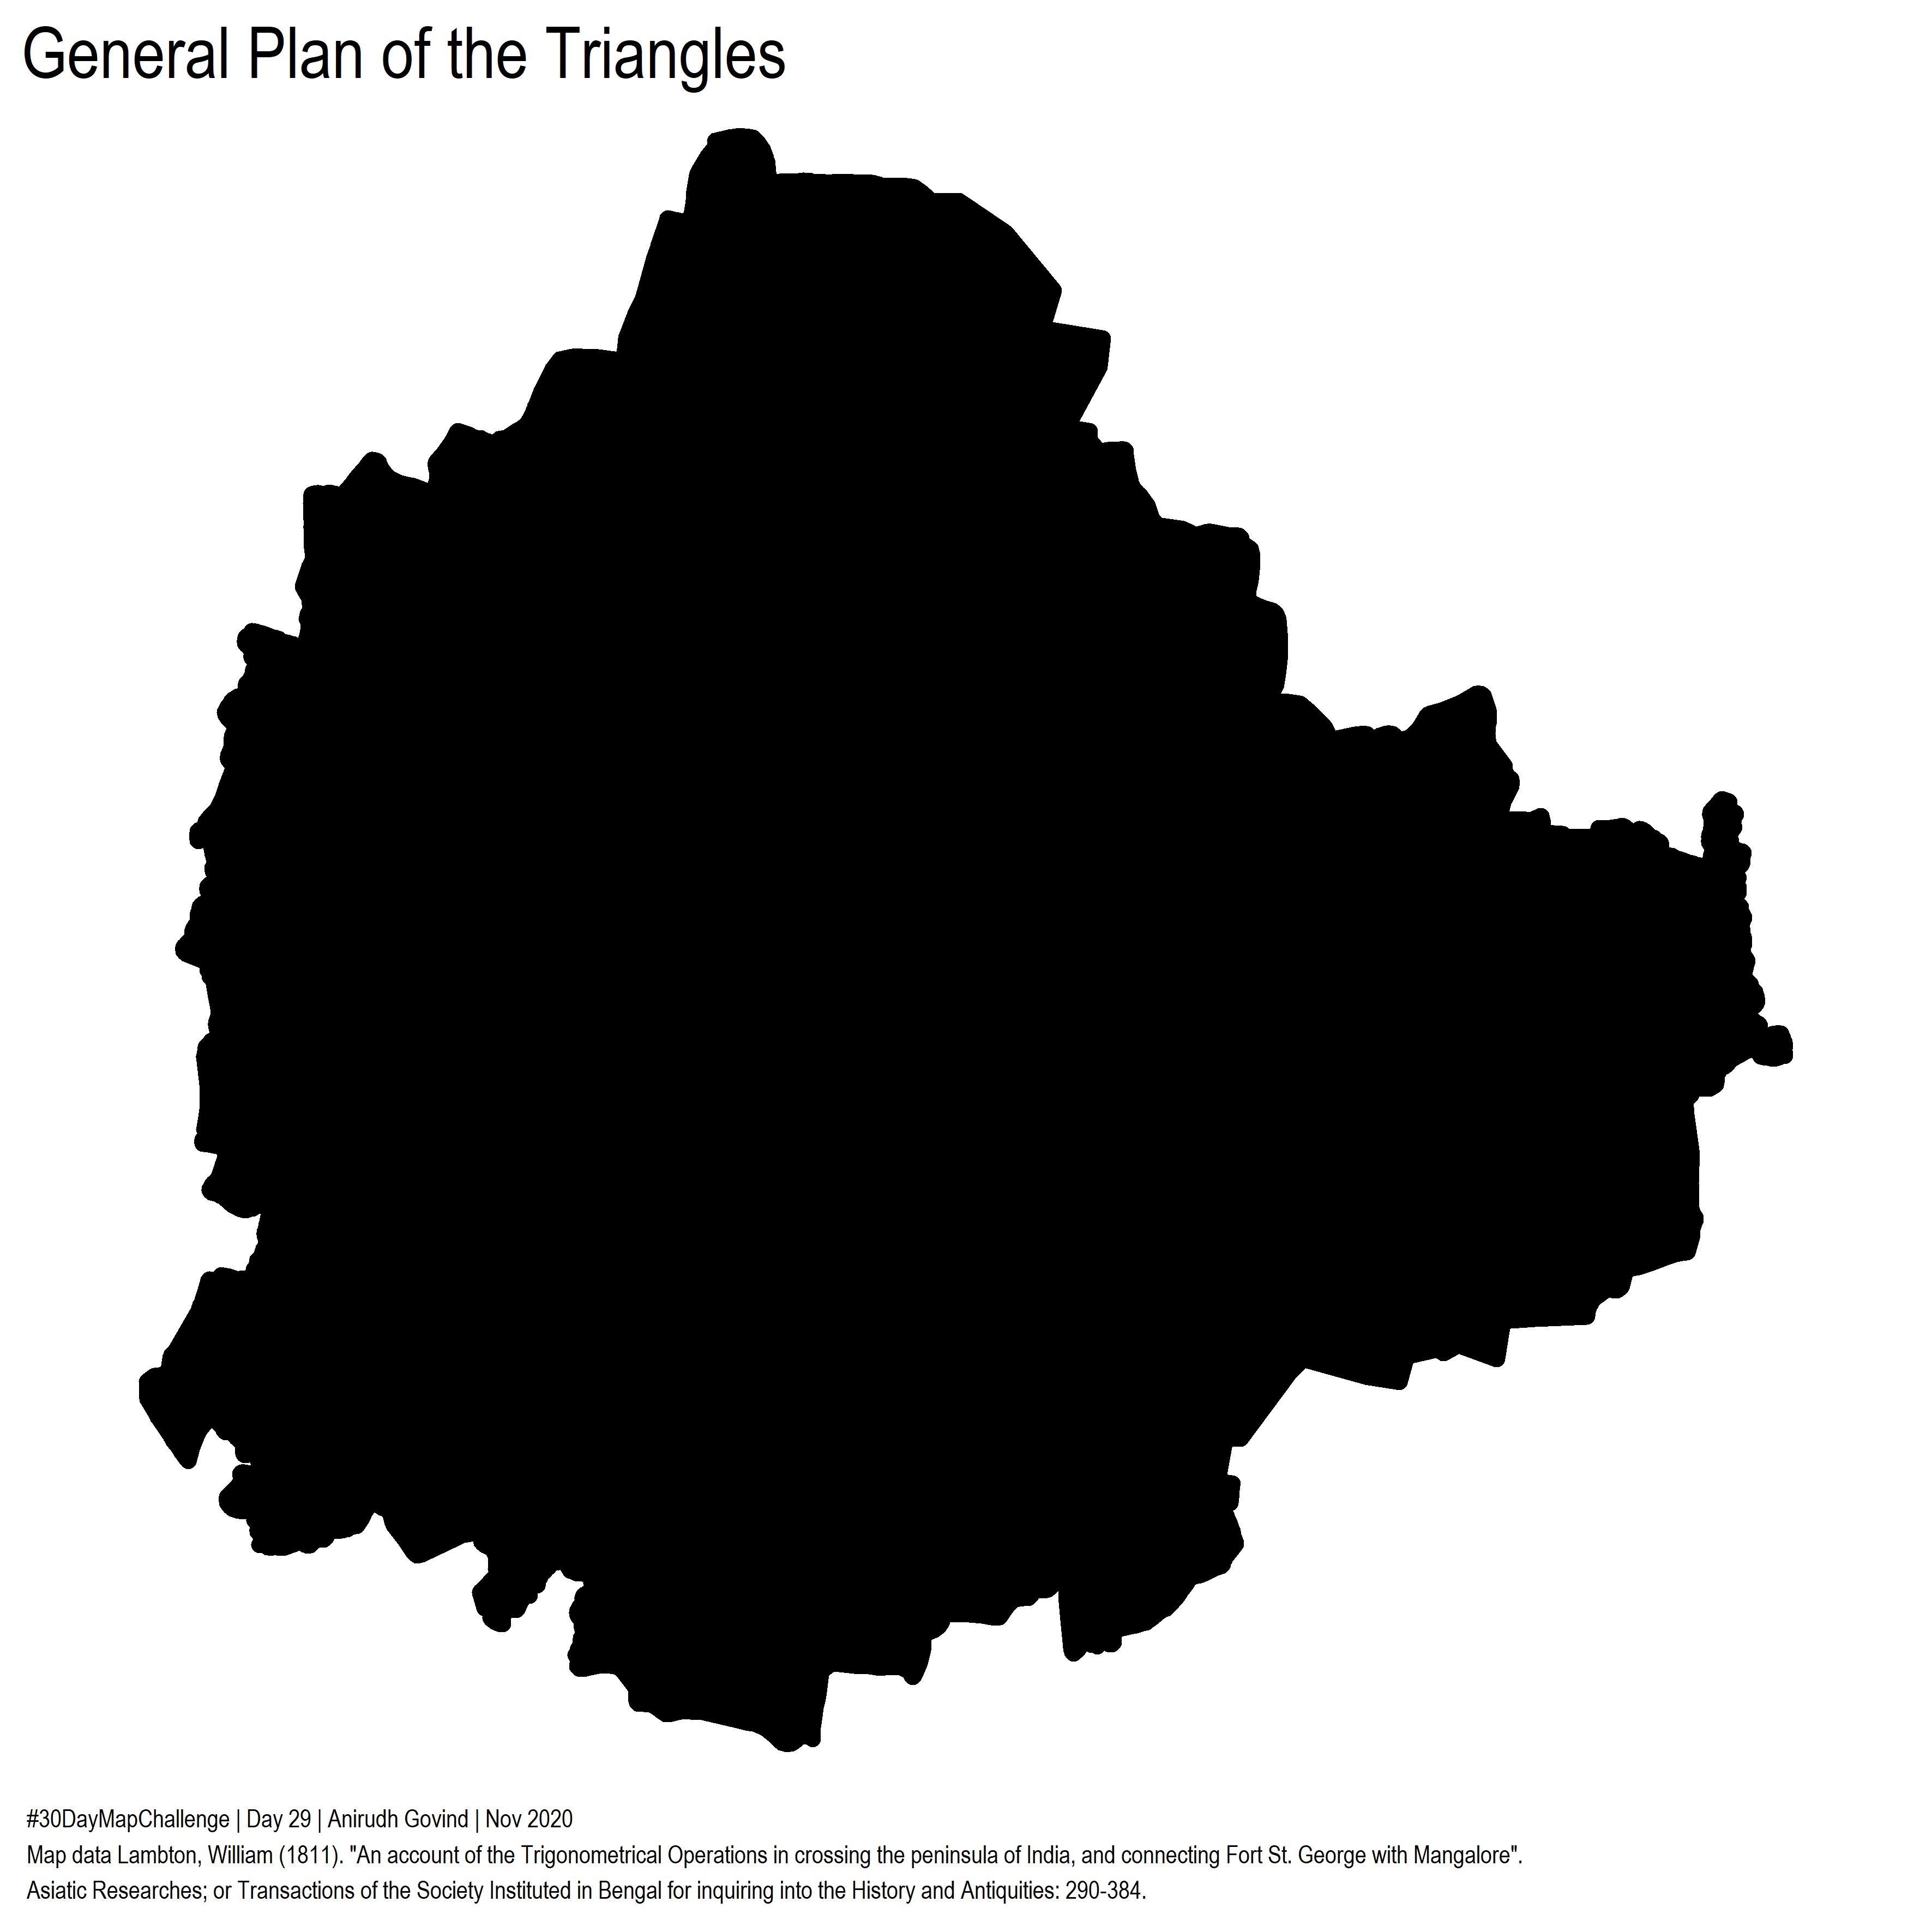 General Plan of the Triangles
#30DayMapChallenge | Day 29 | Anirudh Govind | Nov 2020
Map data Lambton, William (1811). "An account of the Trigonometrical Operations in crossing the peninsula of India, and connecting Fort St. George with Mangalore".
Asiatic Researches; or Transactions of the Society Instituted in Bengal for inquiring into the History and Antiquities: 290-384.